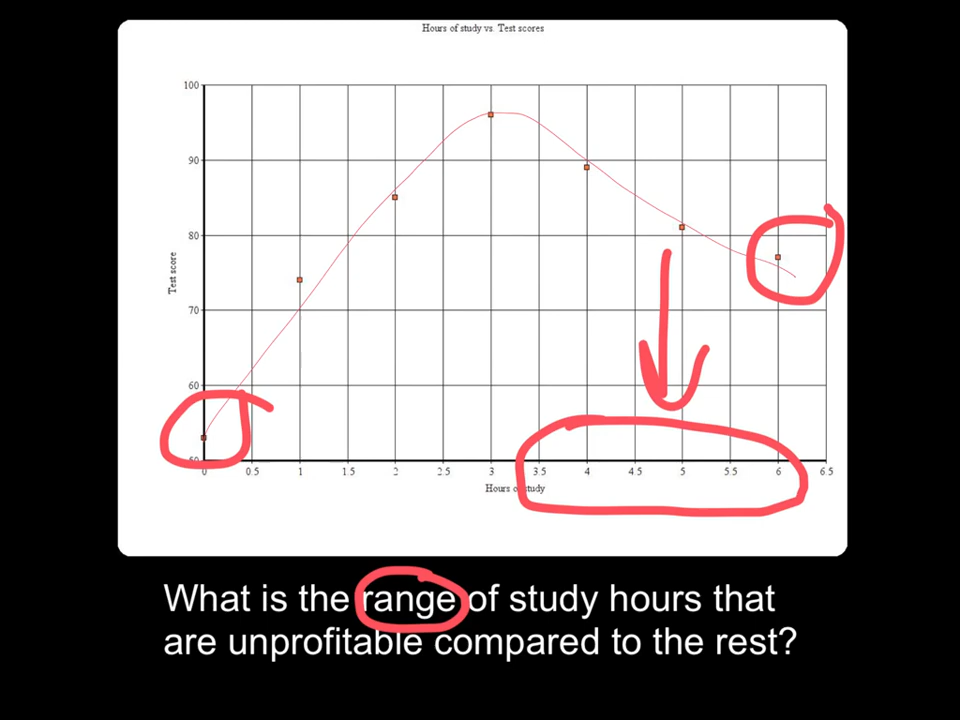 Hours of study vs. Test scores
100
90
80
Test score
70
60
50
0 0.5 1 1.5 2 2.5 3 3.5 4 4.5 5 5.5 6 6.5
Hours of study
What is the range of study hours that
are unprofitable compared to the rest?